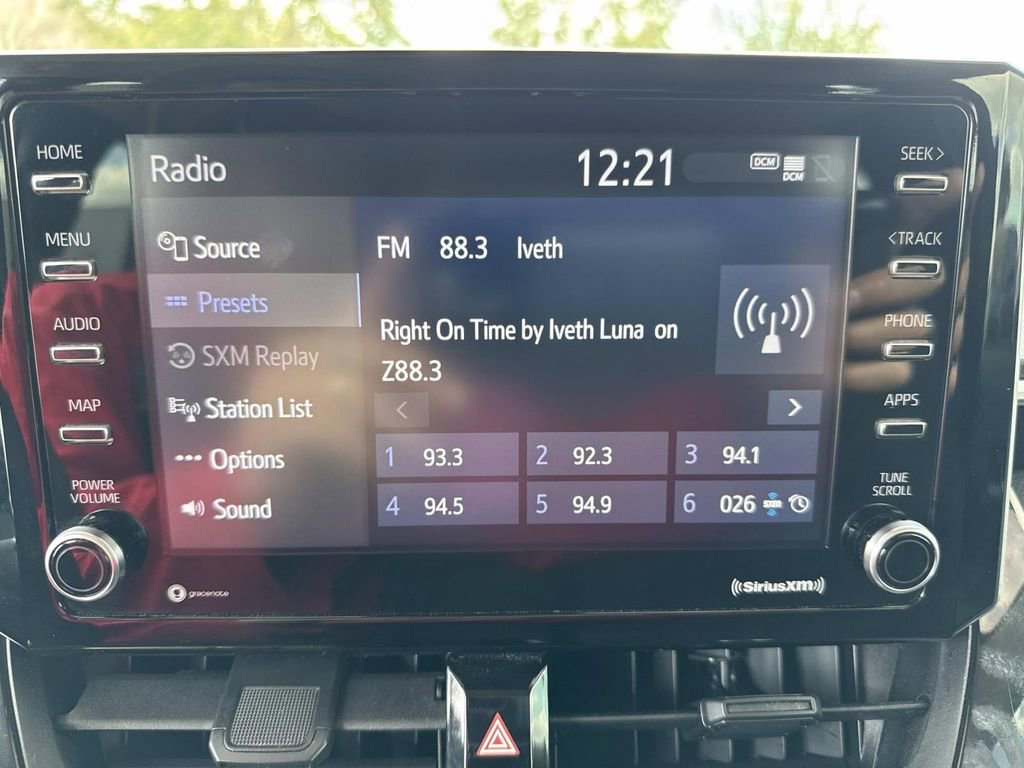 HOME
MENU
AUDIO
MAP
POWER
VOLUME
Radio
12:21
DCM
DCM
Source
Presets
SXM Replay
Station List
Options
Sound
FM 88.3 Iveth
Right On Time by Iveth Luna on
Z88.3
< >
1 93.3 2 92.3 3 94.1
4 94.5 5 94.9 6 026 sxm
SEEK >
< TRACK
PHONE
APPS
TUNE
SCROLL
gracenote
((SiriusXM))